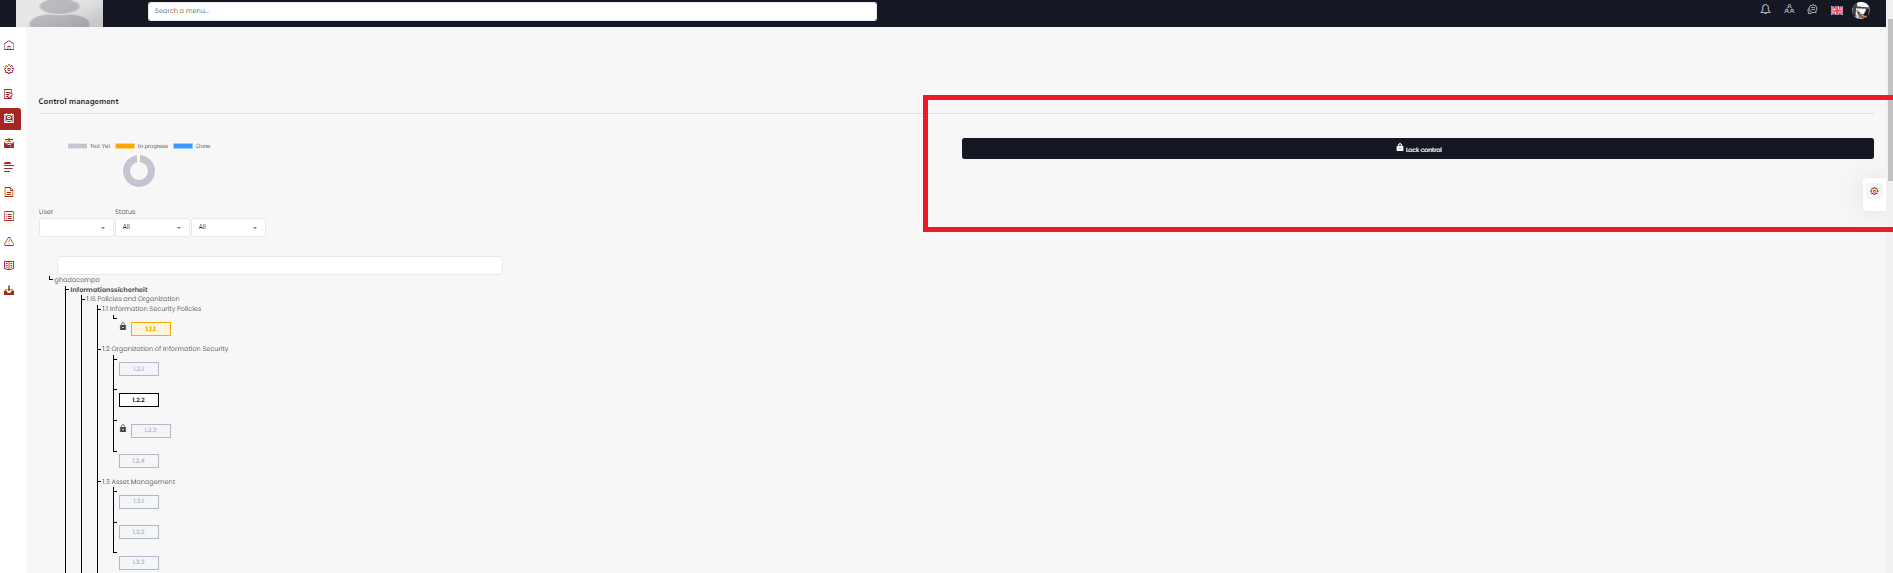 Search a menu...
Control management
Not Yet In progress Done
Lock control
User Status
All All
ghadacompa
Informationssicherheit
1 IS Policies and Organization
1.1 Information Security Policies
1.1.1
1.2 Organization of Information Security
1.2.1
1.2.2
1.2.3
1.2.4
1.3 Asset Management
1.3.1
1.3.2
1.3.3